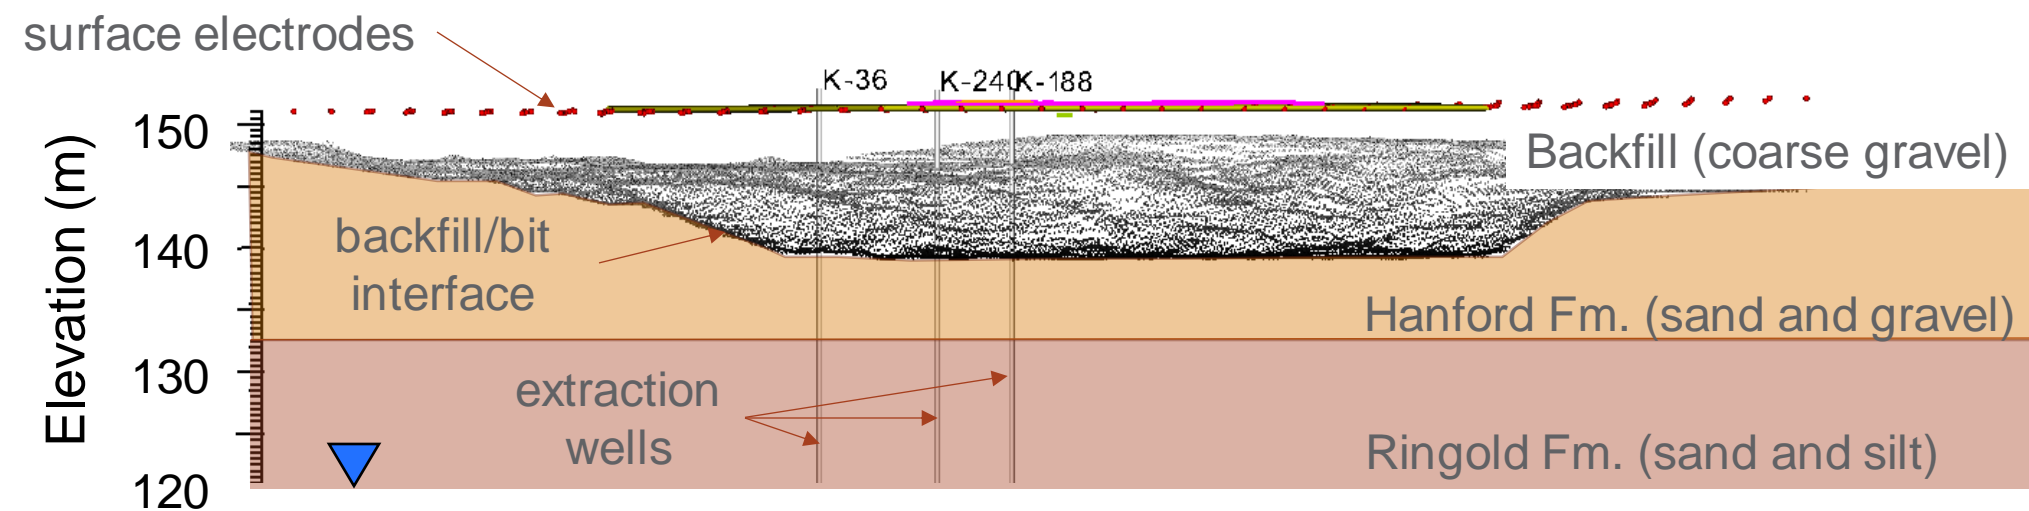 surface electrodes
K-36
K-240
K-188
150
Backfill (coarse gravel)
Elevation (m)
backfill/bit
interface
140
Hanford Fm. (sand and gravel)
130
extraction
wells
Ringold Fm. (sand and silt)
120